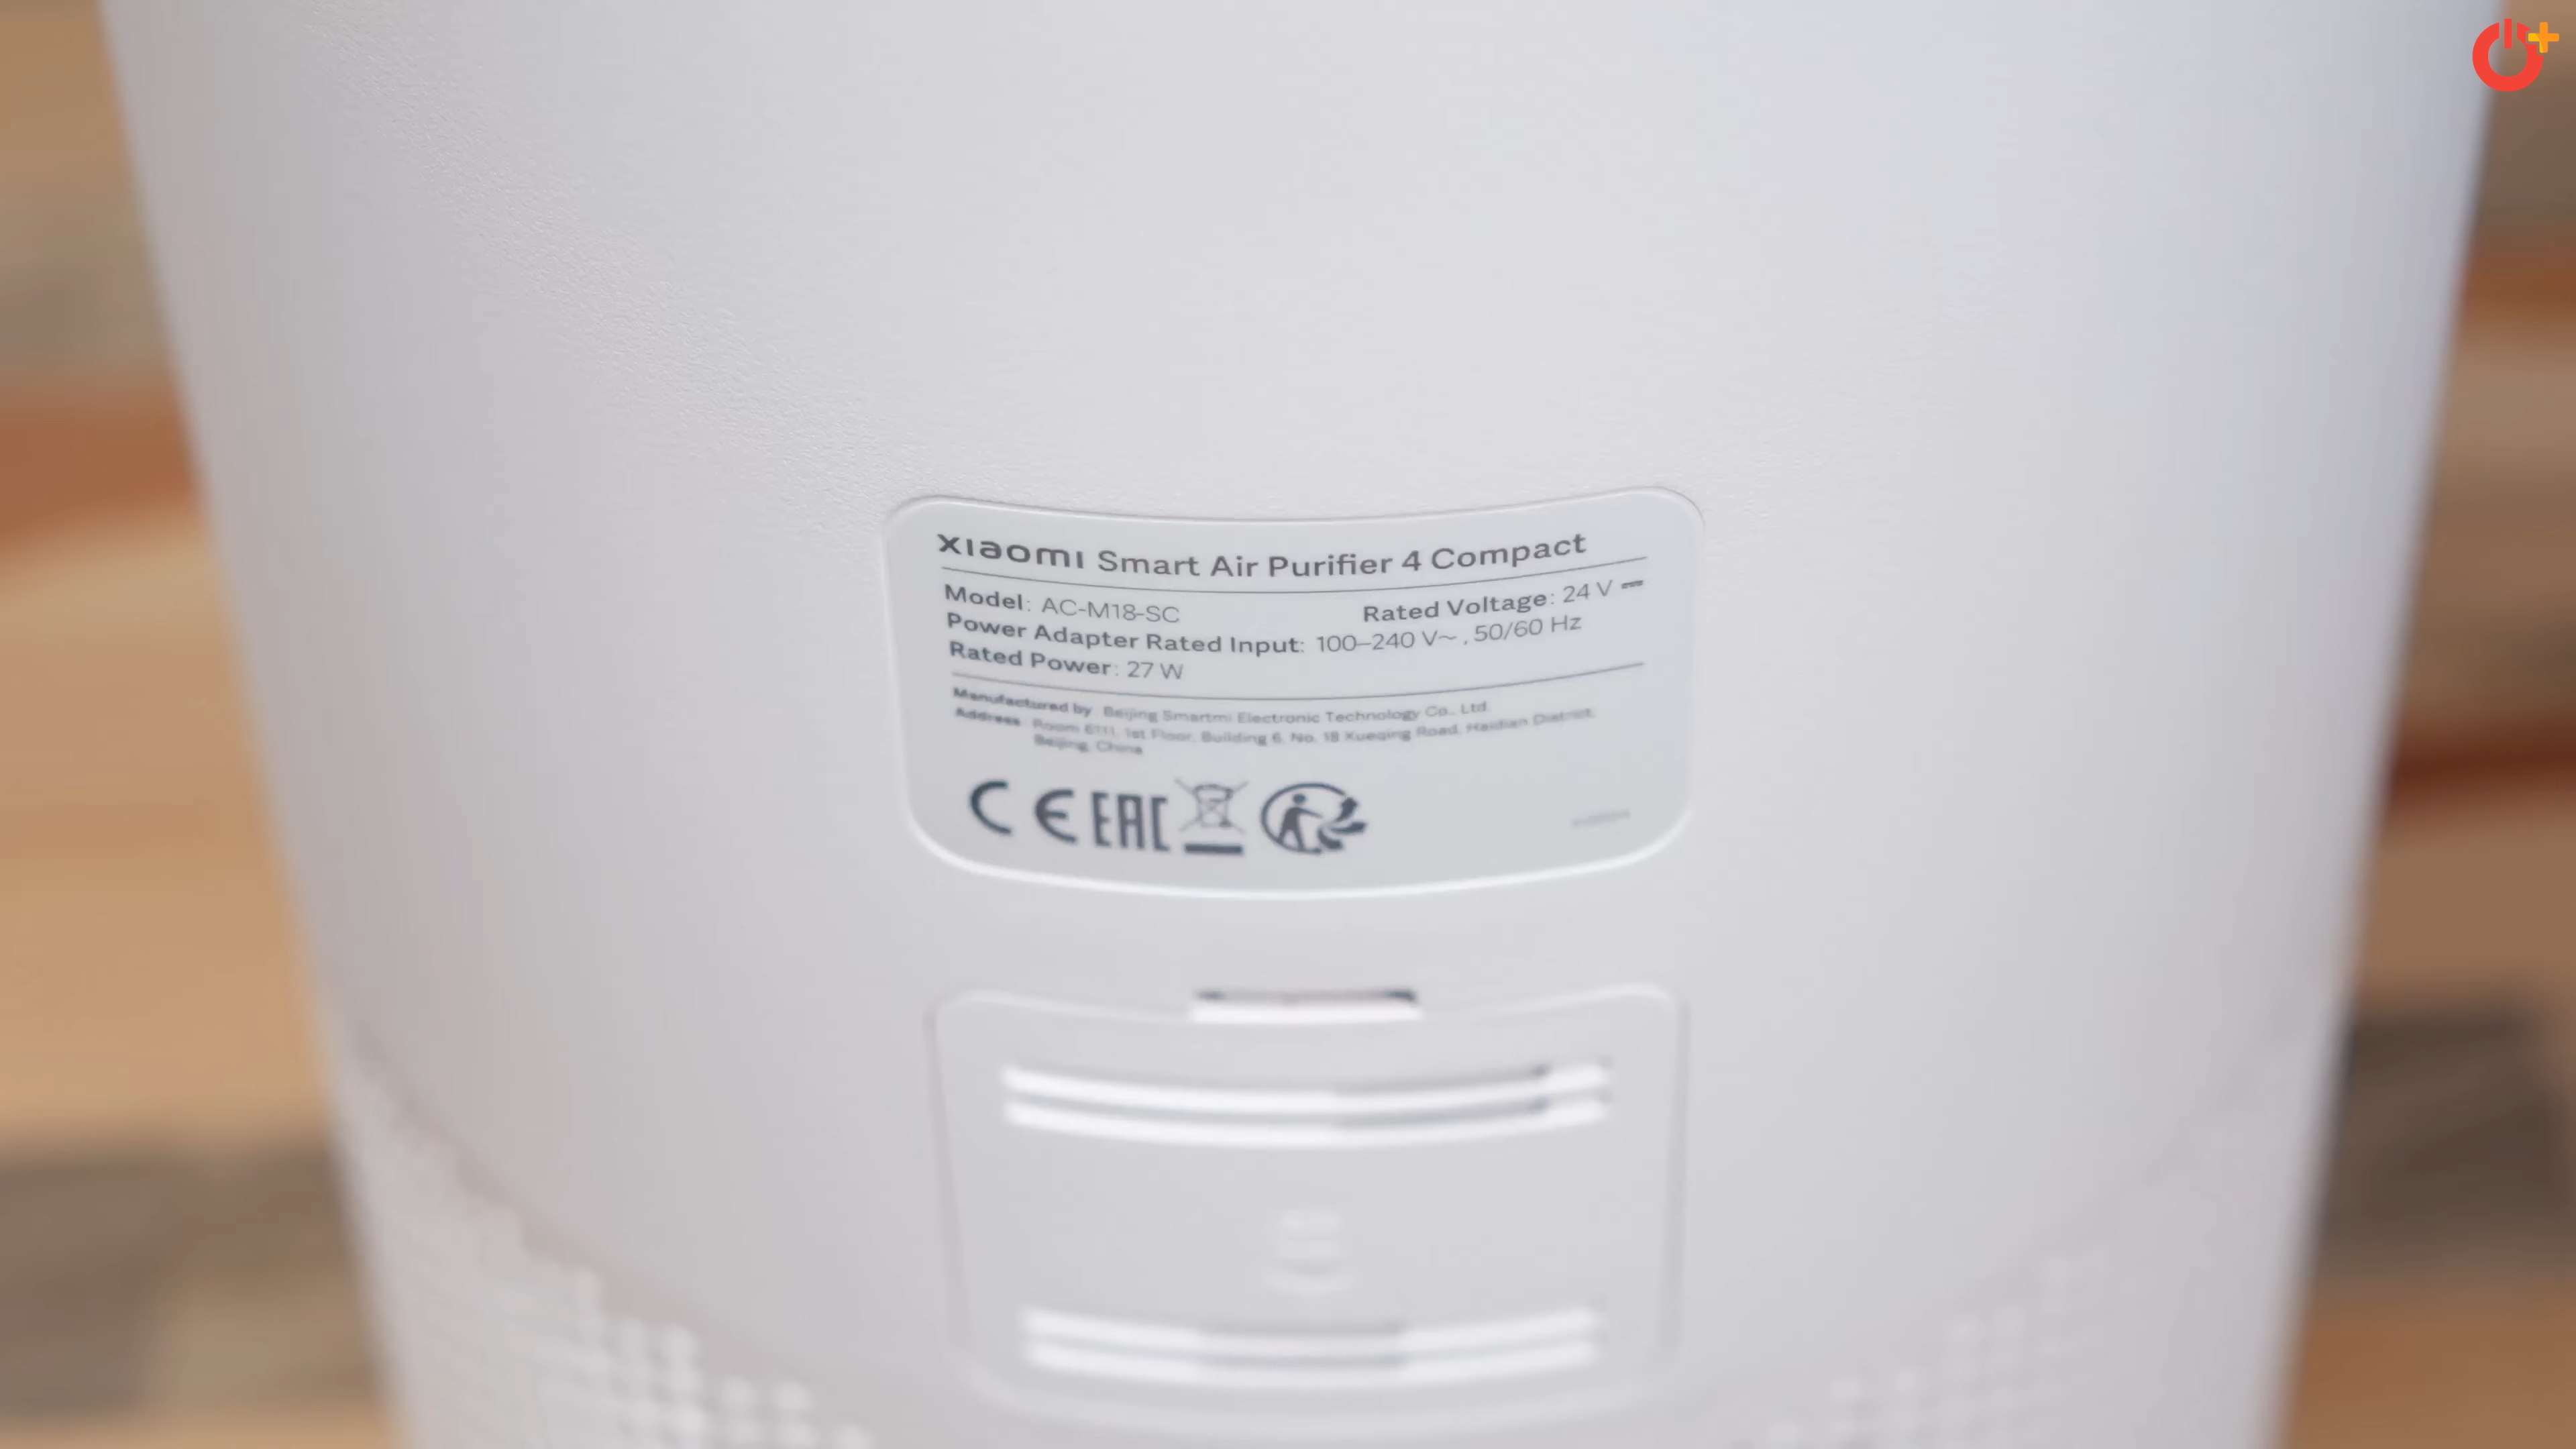 xiaomi Smart Air Purifier 4 Compact
Model: AC-M18-SC Rated Voltage: 24 V ⎓
Power Adapter Rated Input: 100–240 V~ , 50/60 Hz
Rated Power: 27 W
Manufactured by Beijing Smartmi Electronic Technology Co., Ltd.
Address Room 6111, 1st Floor, Building 6, No. 18 Xueqing Road, Haidian District,
Beijing, China
CE EAC